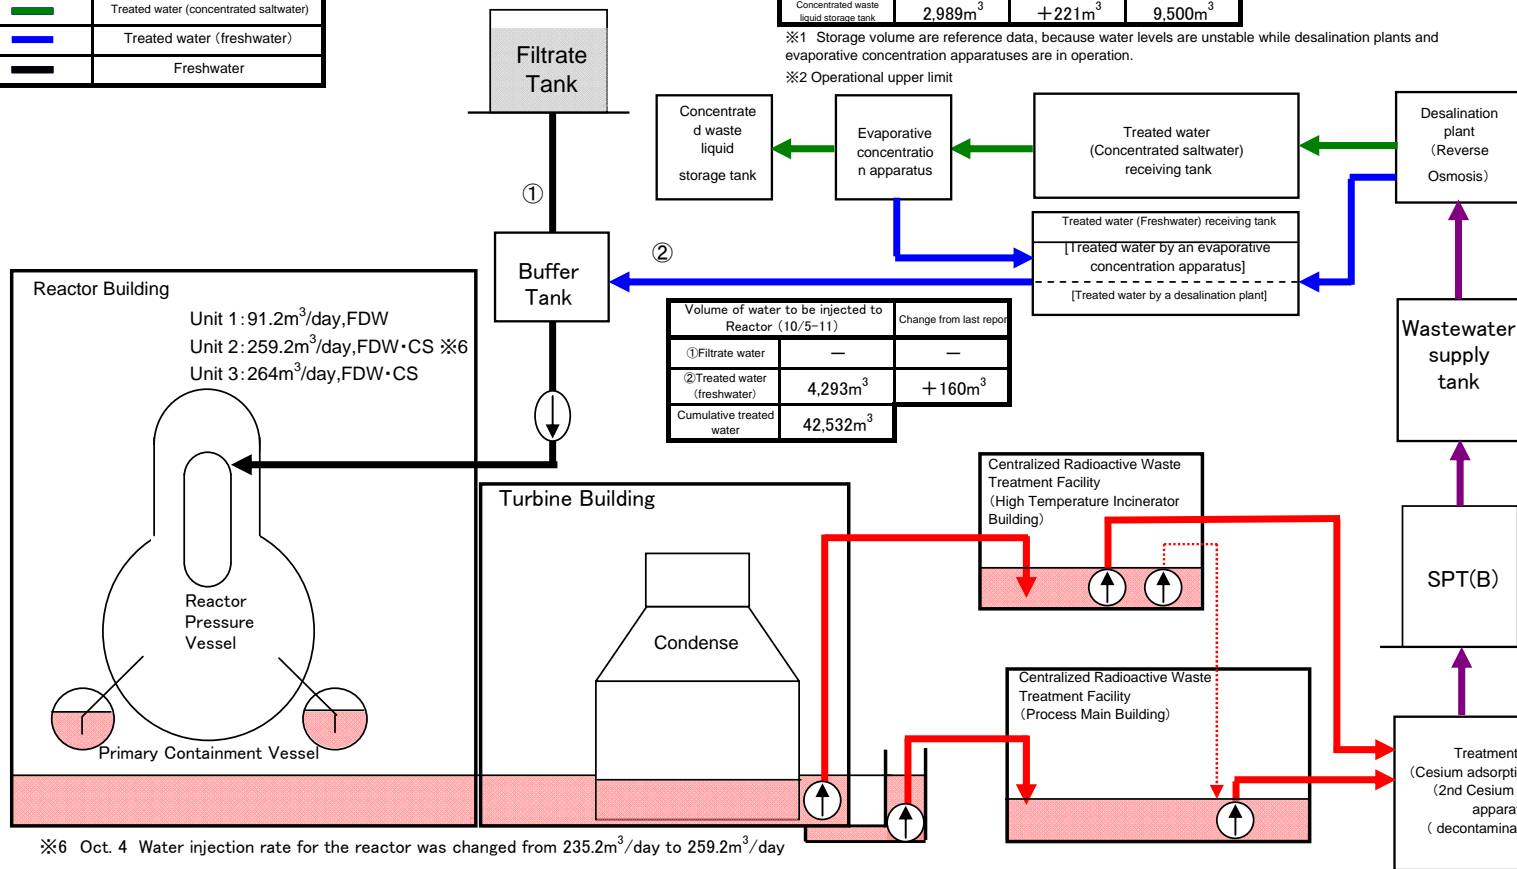 Treated water (concentrated saltwater)
Treated water (freshwater)
Freshwater
Concentrated waste
liquid storage tank
2,989m³
+221m³
9,500m³
※1 Storage volume are reference data, because water levels are unstable while desalination plants and
evaporative concentration apparatuses are in operation.
※2 Operational upper limit
Filtrate
Tank
①
Buffer
Tank
②
Concentrate
d waste
liquid
storage tank
Evaporative
concentratio
n apparatus
Treated water
(Concentrated saltwater)
receiving tank
Desalination
plant
(Reverse
Osmosis)
Treated water (Freshwater) receiving tank
[Treated water by an evaporative
concentration apparatus]
[Treated water by a desalination plant]
Volume of water to be injected to
Reactor (10/5-11)
Change from last repor
①Filtrate water
—
—
②Treated water
(freshwater)
4,293m³
+160m³
Cumulative treated
water
42,532m³
Wastewater
supply
tank
SPT(B)
Reactor Building
Unit 1:91.2m³/day,FDW
Unit 2:259.2m³/day,FDW・CS ※6
Unit 3:264m³/day,FDW・CS
Reactor
Pressure
Vessel
Primary Containment Vessel
Turbine Building
Condense
Centralized Radioactive Waste
Treatment Facility
(High Temperature Incinerator
Building)
Centralized Radioactive Waste
Treatment Facility
(Process Main Building)
Treatment
(Cesium adsorpti
(2nd Cesium
appara
( decontamina
※6 Oct. 4 Water injection rate for the reactor was changed from 235.2m³/day to 259.2m³/day